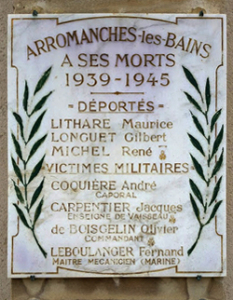 ARROMANCHES-les-BAINS
A SES MORTS
1939-1945
- DÉPORTÉS -
LITHARE Maurice
LONGUET Gilbert
MICHEL René
VICTIMES MILITAIRES
COQUIÈRE André
CAPORAL
CARPENTIER Jacques
ENSEIGNE DE VAISSEAU
de BOISGELIN Olivier
COMMANDANT
LEBOULANGER Fernand
MAITRE MECANICIEN (MARINE)